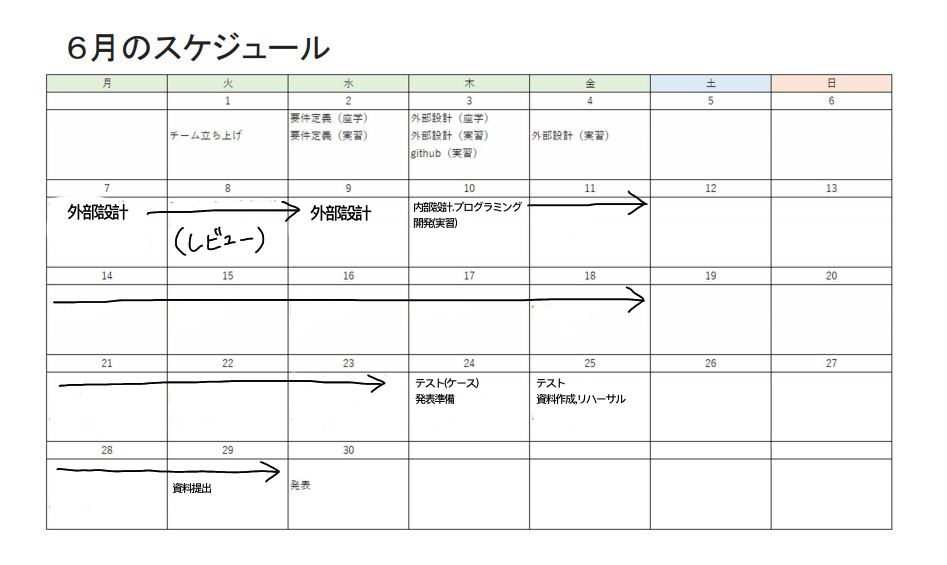 ６月のスケジュール
月 火 水 木 金 土 日
1 2 3 4 5 6
チーム立ち上げ
要件定義（座学）
要件定義（実習）
外部設計（座学）
外部設計（実習）
github（実習）
外部設計（実習）
7 8 9 10 11 12 13
外部設計
(レビュー)
外部設計
内部設計,プログラミング
開発(実習)
14 15 16 17 18 19 20
21 22 23 24 25 26 27
テスト(ケース)
発表準備
テスト
資料作成,リハーサル
28 29 30
資料提出
発表